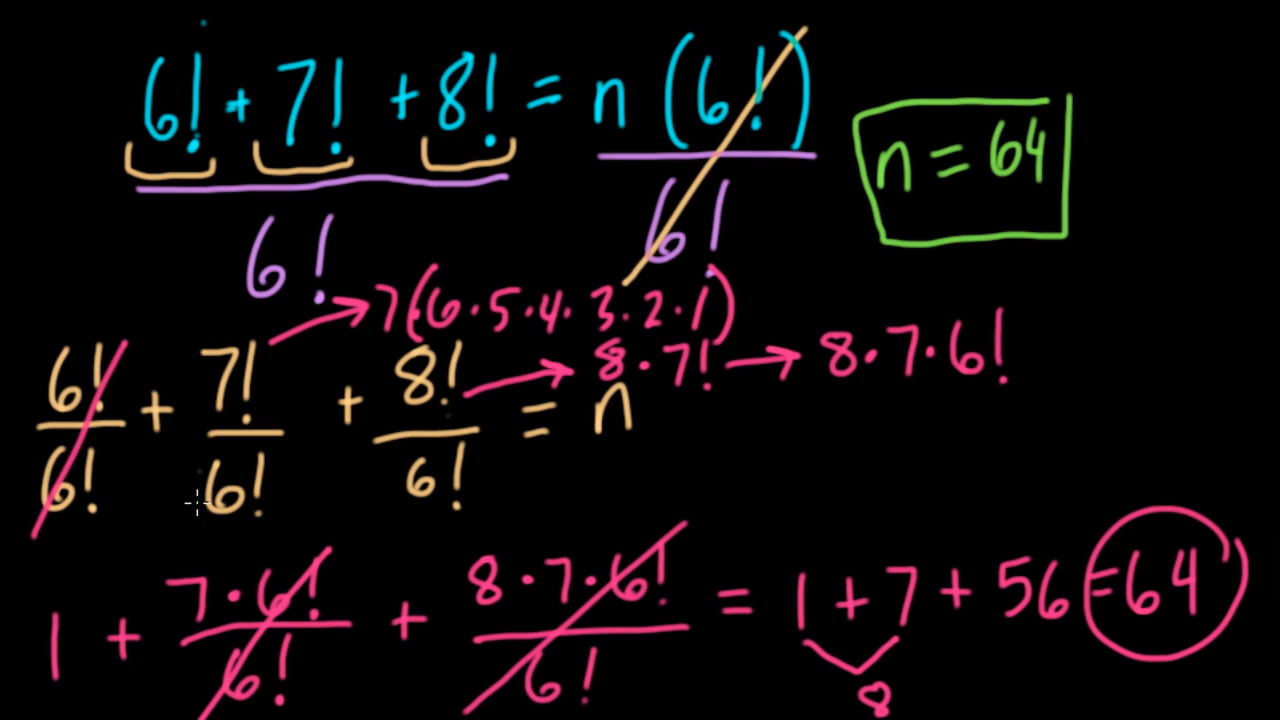 6! + 7! + 8! = n (6!)
6! 6!
n = 64
7(6·5·4·3·2·1)
8·7! → 8·7·6!
6!/6! + 7!/6! + 8!/6! = n
1 + 7·6!/6! + 8·7·6!/6! = 1 + 7 + 56 = 64
8